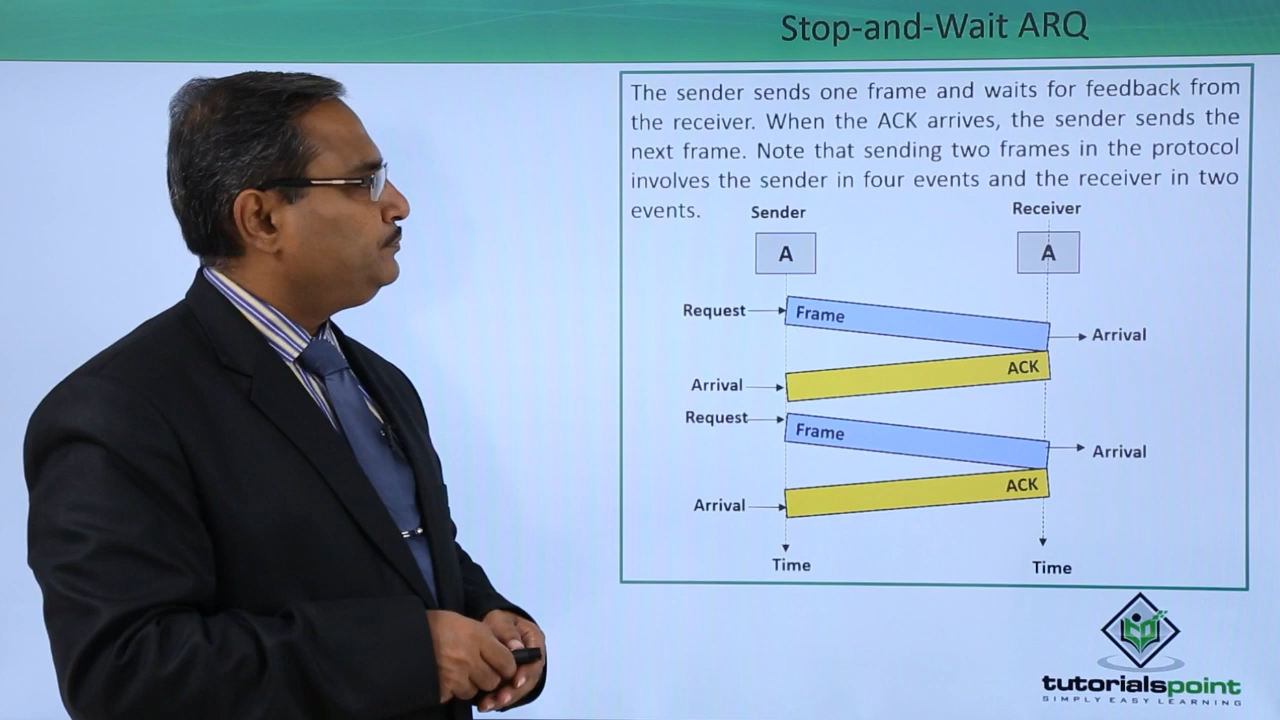 Stop-and-Wait ARQ
The sender sends one frame and waits for feedback from
the receiver. When the ACK arrives, the sender sends the
next frame. Note that sending two frames in the protocol
involves the sender in four events and the receiver in two
events.
Sender
Receiver
A
A
Request
Frame
Arrival
ACK
Arrival
Request
Frame
Arrival
ACK
Arrival
Time
Time
tutorialspoint
SIMPLY EASY LEARNING